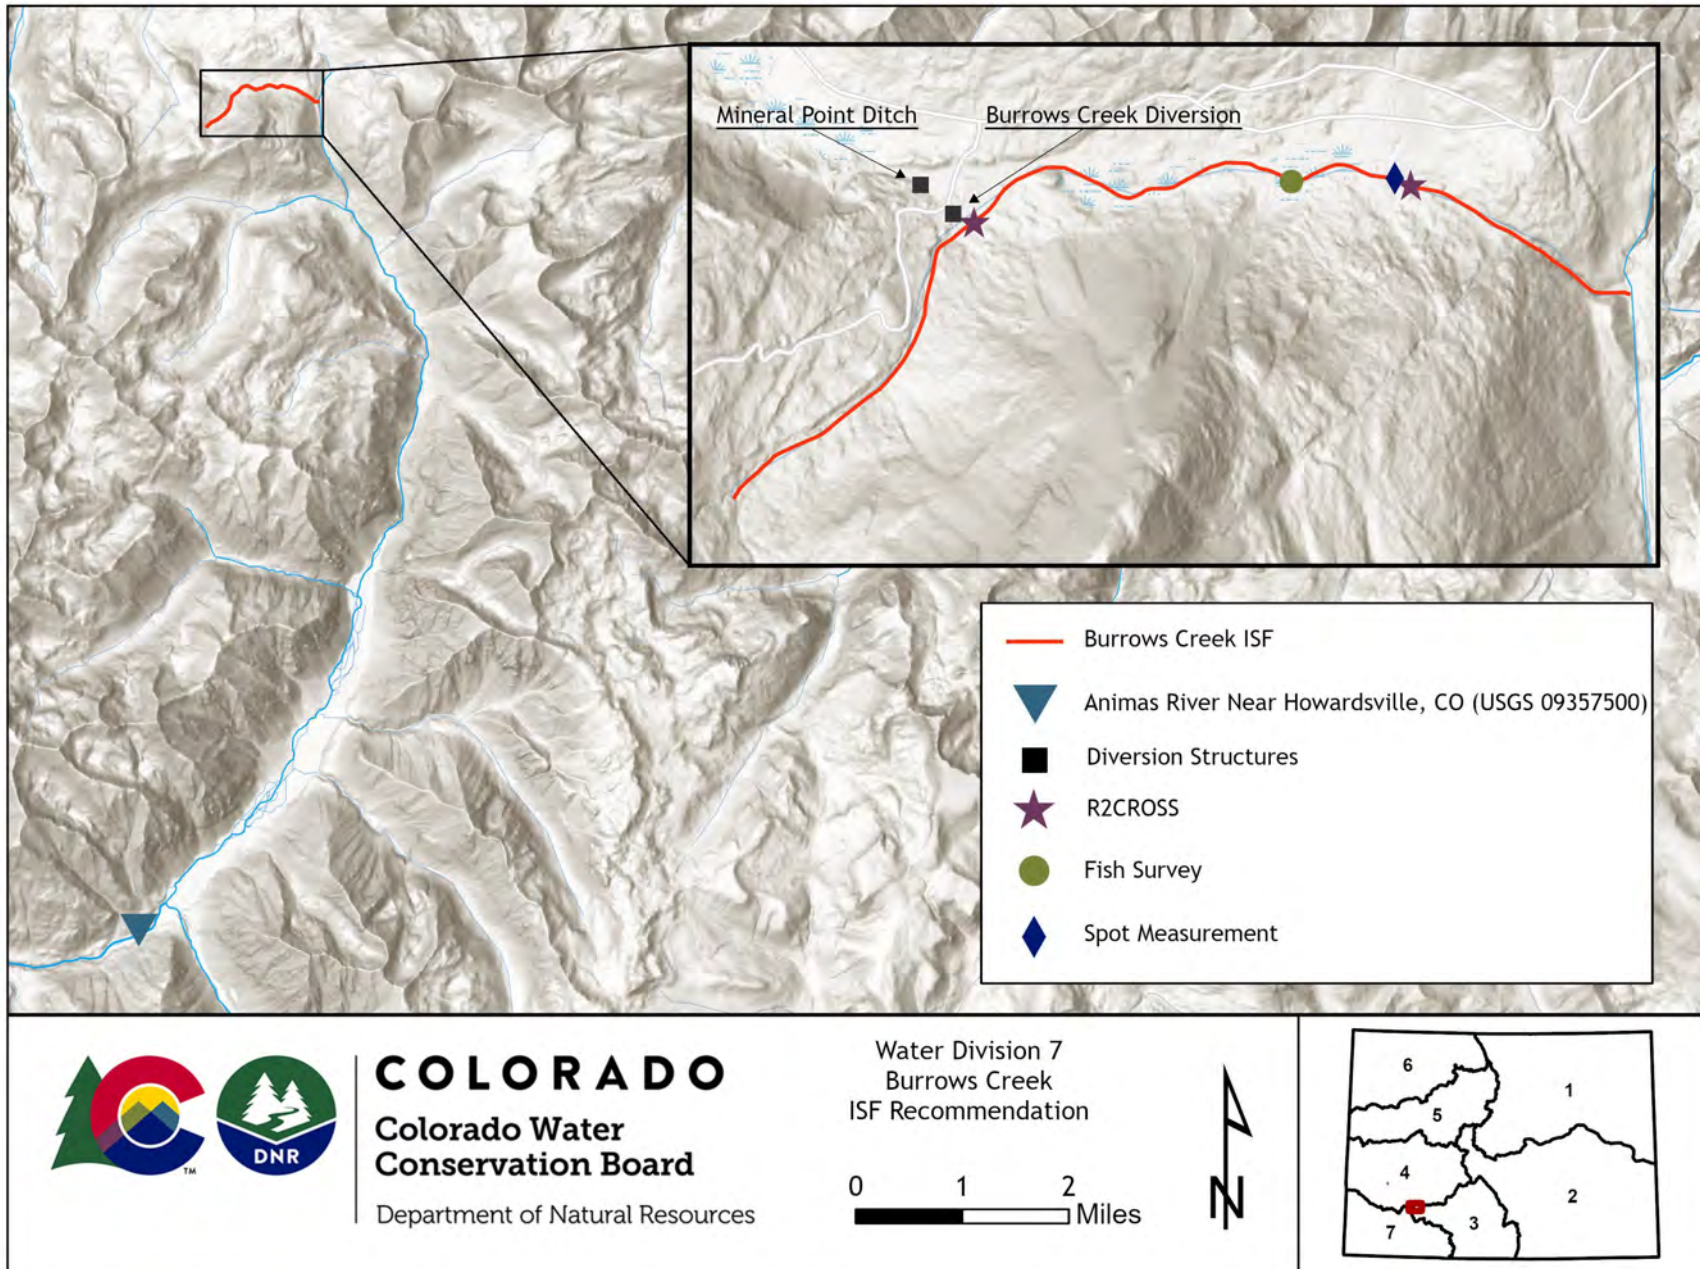 Mineral Point Ditch
Burrows Creek Diversion
Burrows Creek ISF
Animas River Near Howardsville, CO (USGS 09357500)
Diversion Structures
R2CROSS
Fish Survey
Spot Measurement
TM
DNR
COLORADO
Colorado Water
Conservation Board
Department of Natural Resources
Water Division 7
Burrows Creek
ISF Recommendation
0 1 2 Miles
N
6
1
5
4
2
3
7